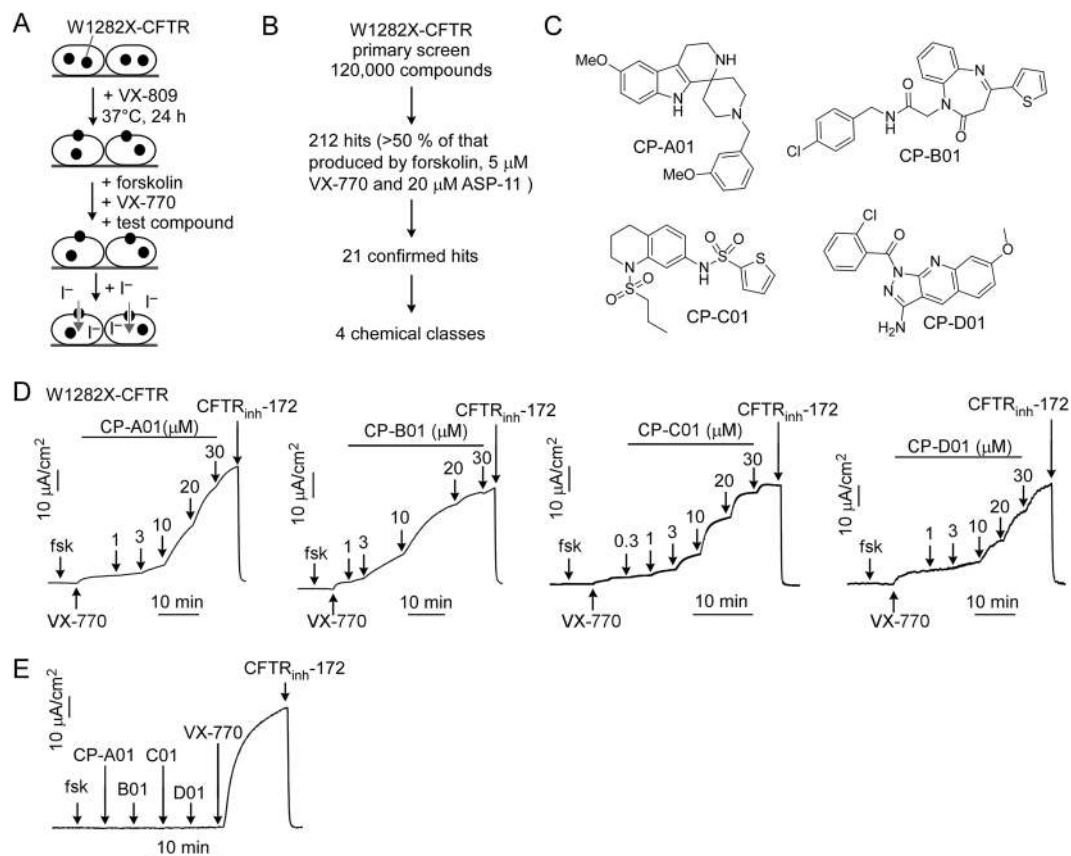 A
W1282X-CFTR
+ VX-809
37°C, 24 h
+ forskolin
+ VX-770
+ test compound
I⁻ + I⁻ I⁻
I⁻ I⁻
B
W1282X-CFTR
primary screen
120,000 compounds
212 hits (>50 % of that
produced by forskolin, 5 μM
VX-770 and 20 μM ASP-11 )
21 confirmed hits
4 chemical classes
C
MeO
NH
N
H
N
MeO
CP-A01
N
N
S
O
N
H
O
Cl
CP-B01
O
O
S
S
N
NH
O
S
O
CP-C01
Cl
O
O
N
N
N
H₂N
CP-D01
D
W1282X-CFTR
10 μA/cm²
fsk
VX-770
CP-A01(μM)
1
3
10
20
30
CFTRinh-172
10 min
10 μA/cm²
fsk
VX-770
CP-B01 (μM)
1
3
10
20
30
CFTRinh-172
10 min
10 μA/cm²
fsk
VX-770
CP-C01 (μM)
0.3
1
3
10
20
30
CFTRinh-172
10 min
10 μA/cm²
fsk
VX-770
CP-D01 (μM)
1
3
10
20
30
CFTRinh-172
10 min
E
10 μA/cm²
fsk
CP-A01
B01
C01
D01
VX-770
CFTRinh-172
10 min